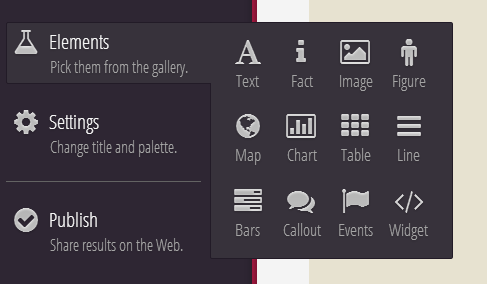 Elements
Pick them from the gallery.
Settings
Change title and palette.
Publish
Share results on the Web.
Text Fact Image Figure
Map Chart Table Line
Bars Callout Events Widget